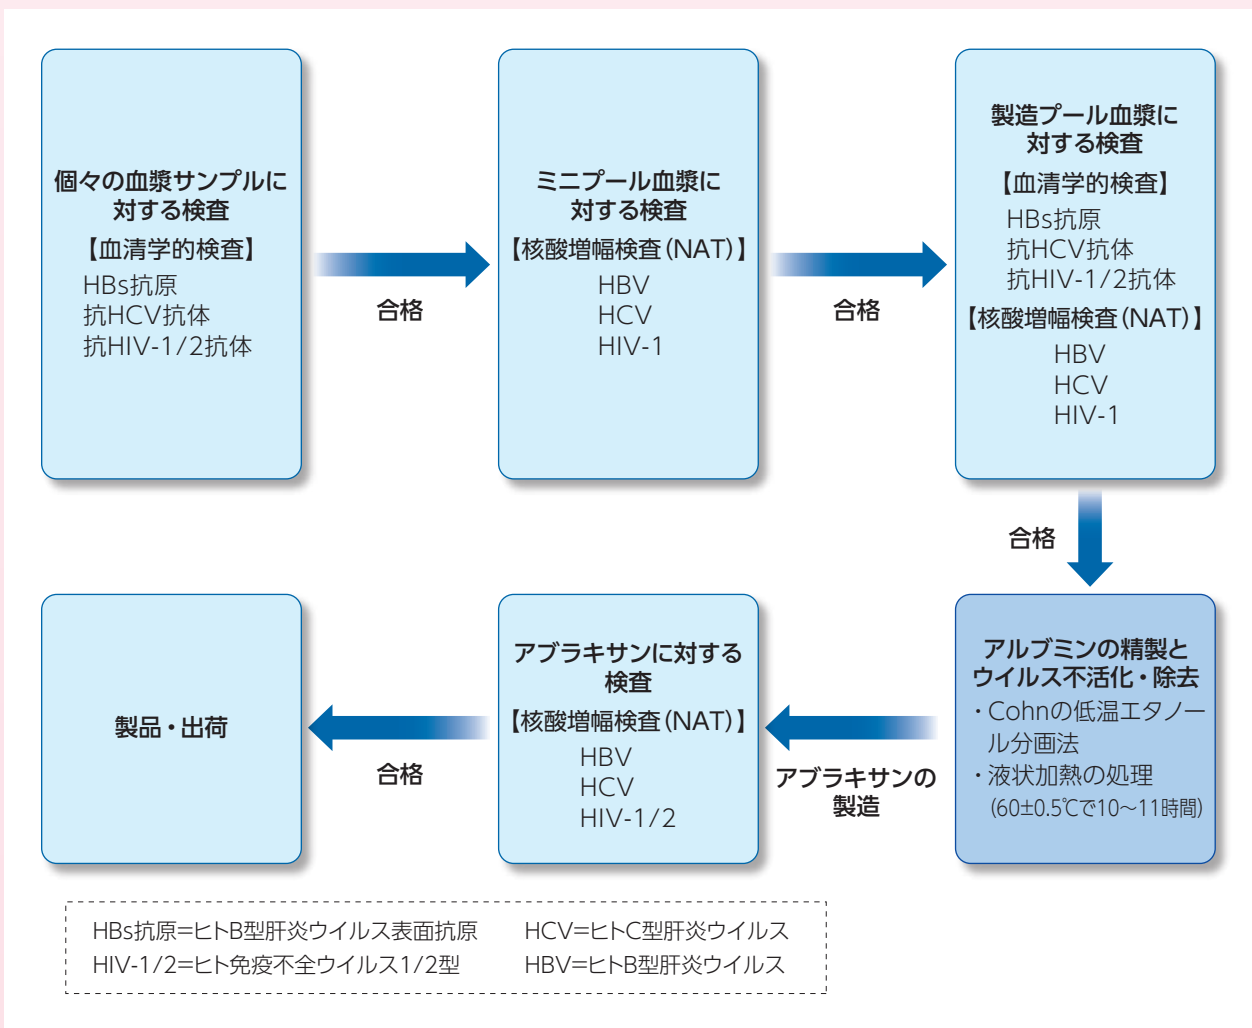 個々の血漿サンプルに
対する検査
【血清学的検査】
HBs抗原
抗HCV抗体
抗HIV-1/2抗体
合格
ミニプール血漿に
対する検査
【核酸増幅検査（NAT）】
HBV
HCV
HIV-1
合格
製造プール血漿に
対する検査
【血清学的検査】
HBs抗原
抗HCV抗体
抗HIV-1/2抗体
【核酸増幅検査（NAT）】
HBV
HCV
HIV-1
合格
アルブミンの精製と
ウイルス不活化・除去
・Cohnの低温エタノー
ル分画法
・液状加熱の処理
（60±0.5℃で10〜11時間）
アブラキサンの
製造
アブラキサンに対する
検査
【核酸増幅検査（NAT）】
HBV
HCV
HIV-1/2
合格
製品・出荷
HBs抗原=ヒトB型肝炎ウイルス表面抗原
HCV=ヒトC型肝炎ウイルス
HIV-1/2=ヒト免疫不全ウイルス1/2型
HBV=ヒトB型肝炎ウイルス